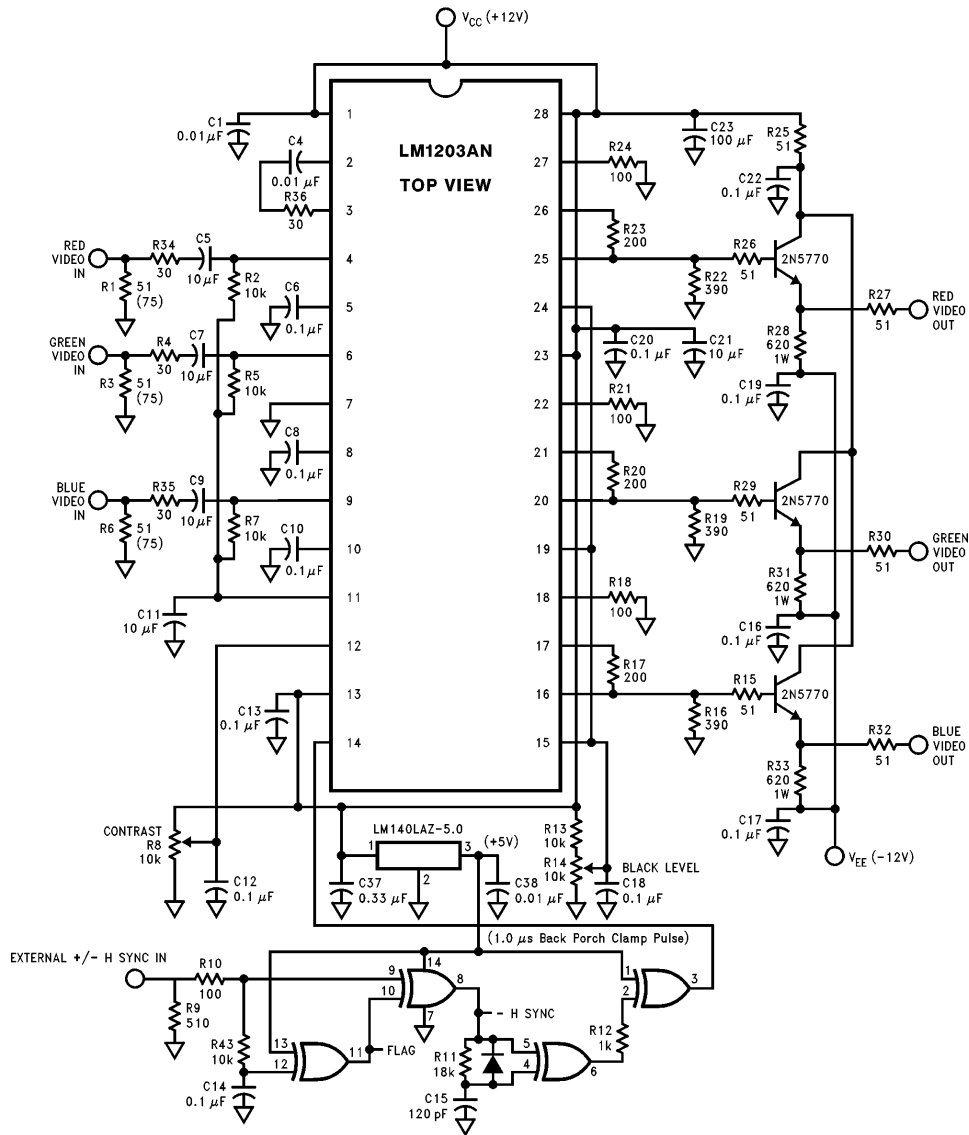 V_CC (+12V)
LM1203AN
TOP VIEW
1
2
3
4
5
6
7
8
9
10
11
12
13
14
28
27
26
25
24
23
22
21
20
19
18
17
16
15
C1
0.01 µF
C4
0.01 µF
R36
30
RED
VIDEO
IN
R34
30
C5
10 µF
R1
51
(75)
R2
10k
C6
0.1 µF
GREEN
VIDEO
IN
R4
30
C7
10 µF
R3
51
(75)
R5
10k
C8
0.1 µF
BLUE
VIDEO
IN
R35
30
C9
10 µF
R6
51
(75)
R7
10k
C10
0.1 µF
C11
10 µF
C13
0.1 µF
C23
100 µF
R25
51
R24
100
C22
0.1 µF
R23
200
R26
51
2N5770
R22
390
R27
51
RED
VIDEO
OUT
R28
620
1W
C20
0.1 µF
C21
10 µF
C19
0.1 µF
R21
100
R20
200
R29
51
2N5770
R19
390
R30
51
GREEN
VIDEO
OUT
R31
620
1W
R18
100
C16
0.1 µF
R17
200
R15
51
2N5770
R16
390
R32
51
BLUE
VIDEO
OUT
R33
620
1W
C17
0.1 µF
V_EE (−12V)
CONTRAST
R8
10k
C12
0.1 µF
LM140LAZ-5.0
1
2
3
(+5V)
C37
0.33 µF
C38
0.01 µF
R13
10k
R14
10k
BLACK LEVEL
C18
0.1 µF
(1.0 µs Back Porch Clamp Pulse)
EXTERNAL +/− H SYNC IN
R10
100
R9
510
R43
10k
C14
0.1 µF
13
12
11
FLAG
9
10
14
7
8
− H SYNC
R11
18k
C15
120 pF
5
4
6
R12
1k
1
2
3